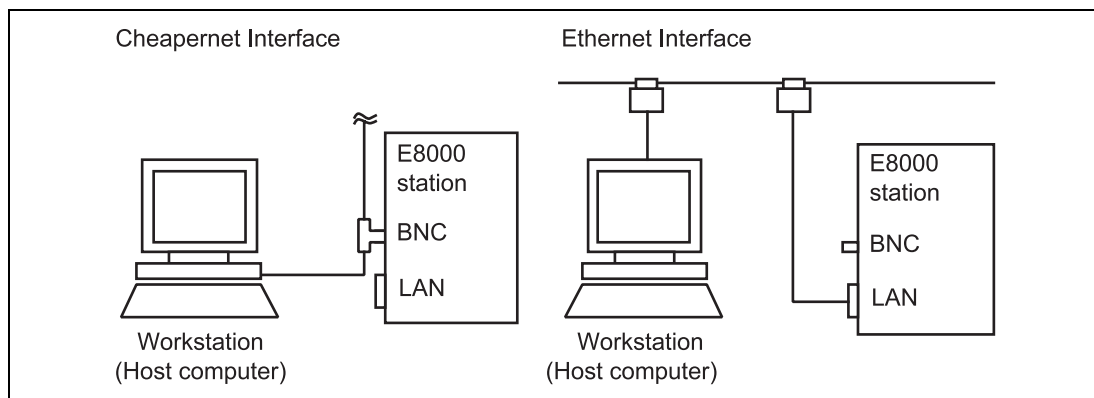 Cheapernet Interface
E8000
station
BNC
LAN
Workstation
(Host computer)
Ethernet Interface
E8000
station
BNC
LAN
Workstation
(Host computer)